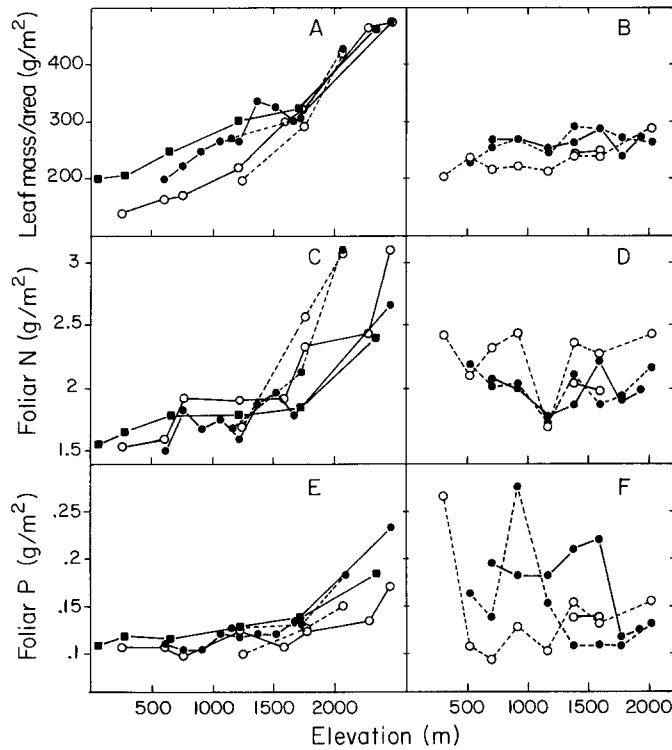 A
B
Leaf mass/area (g/m²)
400
300
200
C
D
Foliar N (g/m²)
3
2.5
2
1.5
E
F
Foliar P (g/m²)
.25
.2
.15
.1
500
1000
1500
2000
500
1000
1500
2000
Elevation (m)